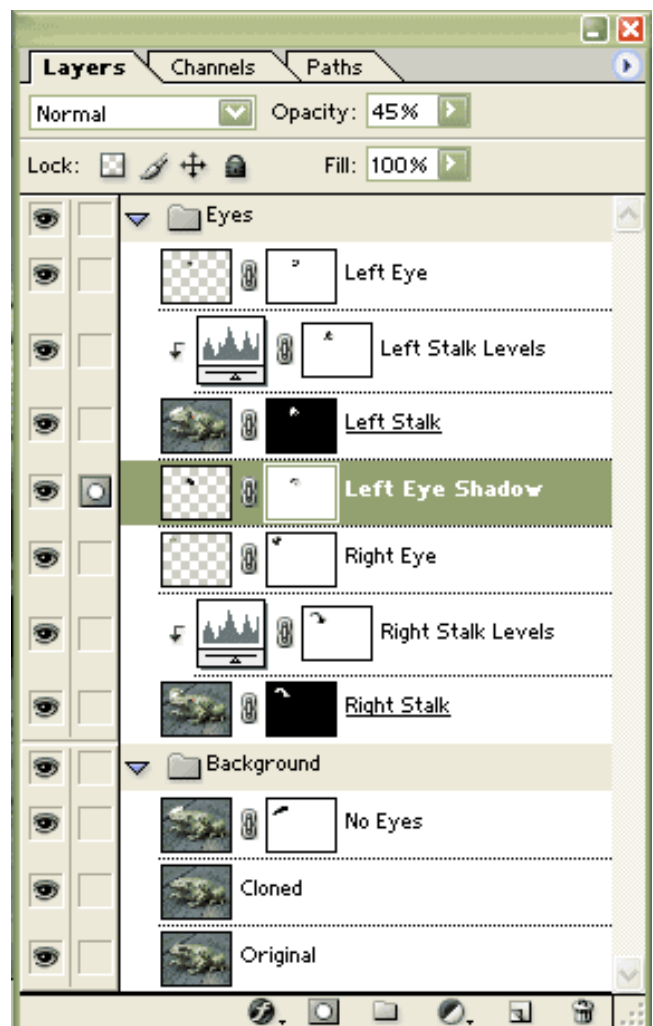 Layers Channels Paths
Normal Opacity: 45%
Lock: Fill: 100%
Eyes
Left Eye
Left Stalk Levels
Left Stalk
Left Eye Shadow
Right Eye
Right Stalk Levels
Right Stalk
Background
No Eyes
Cloned
Original